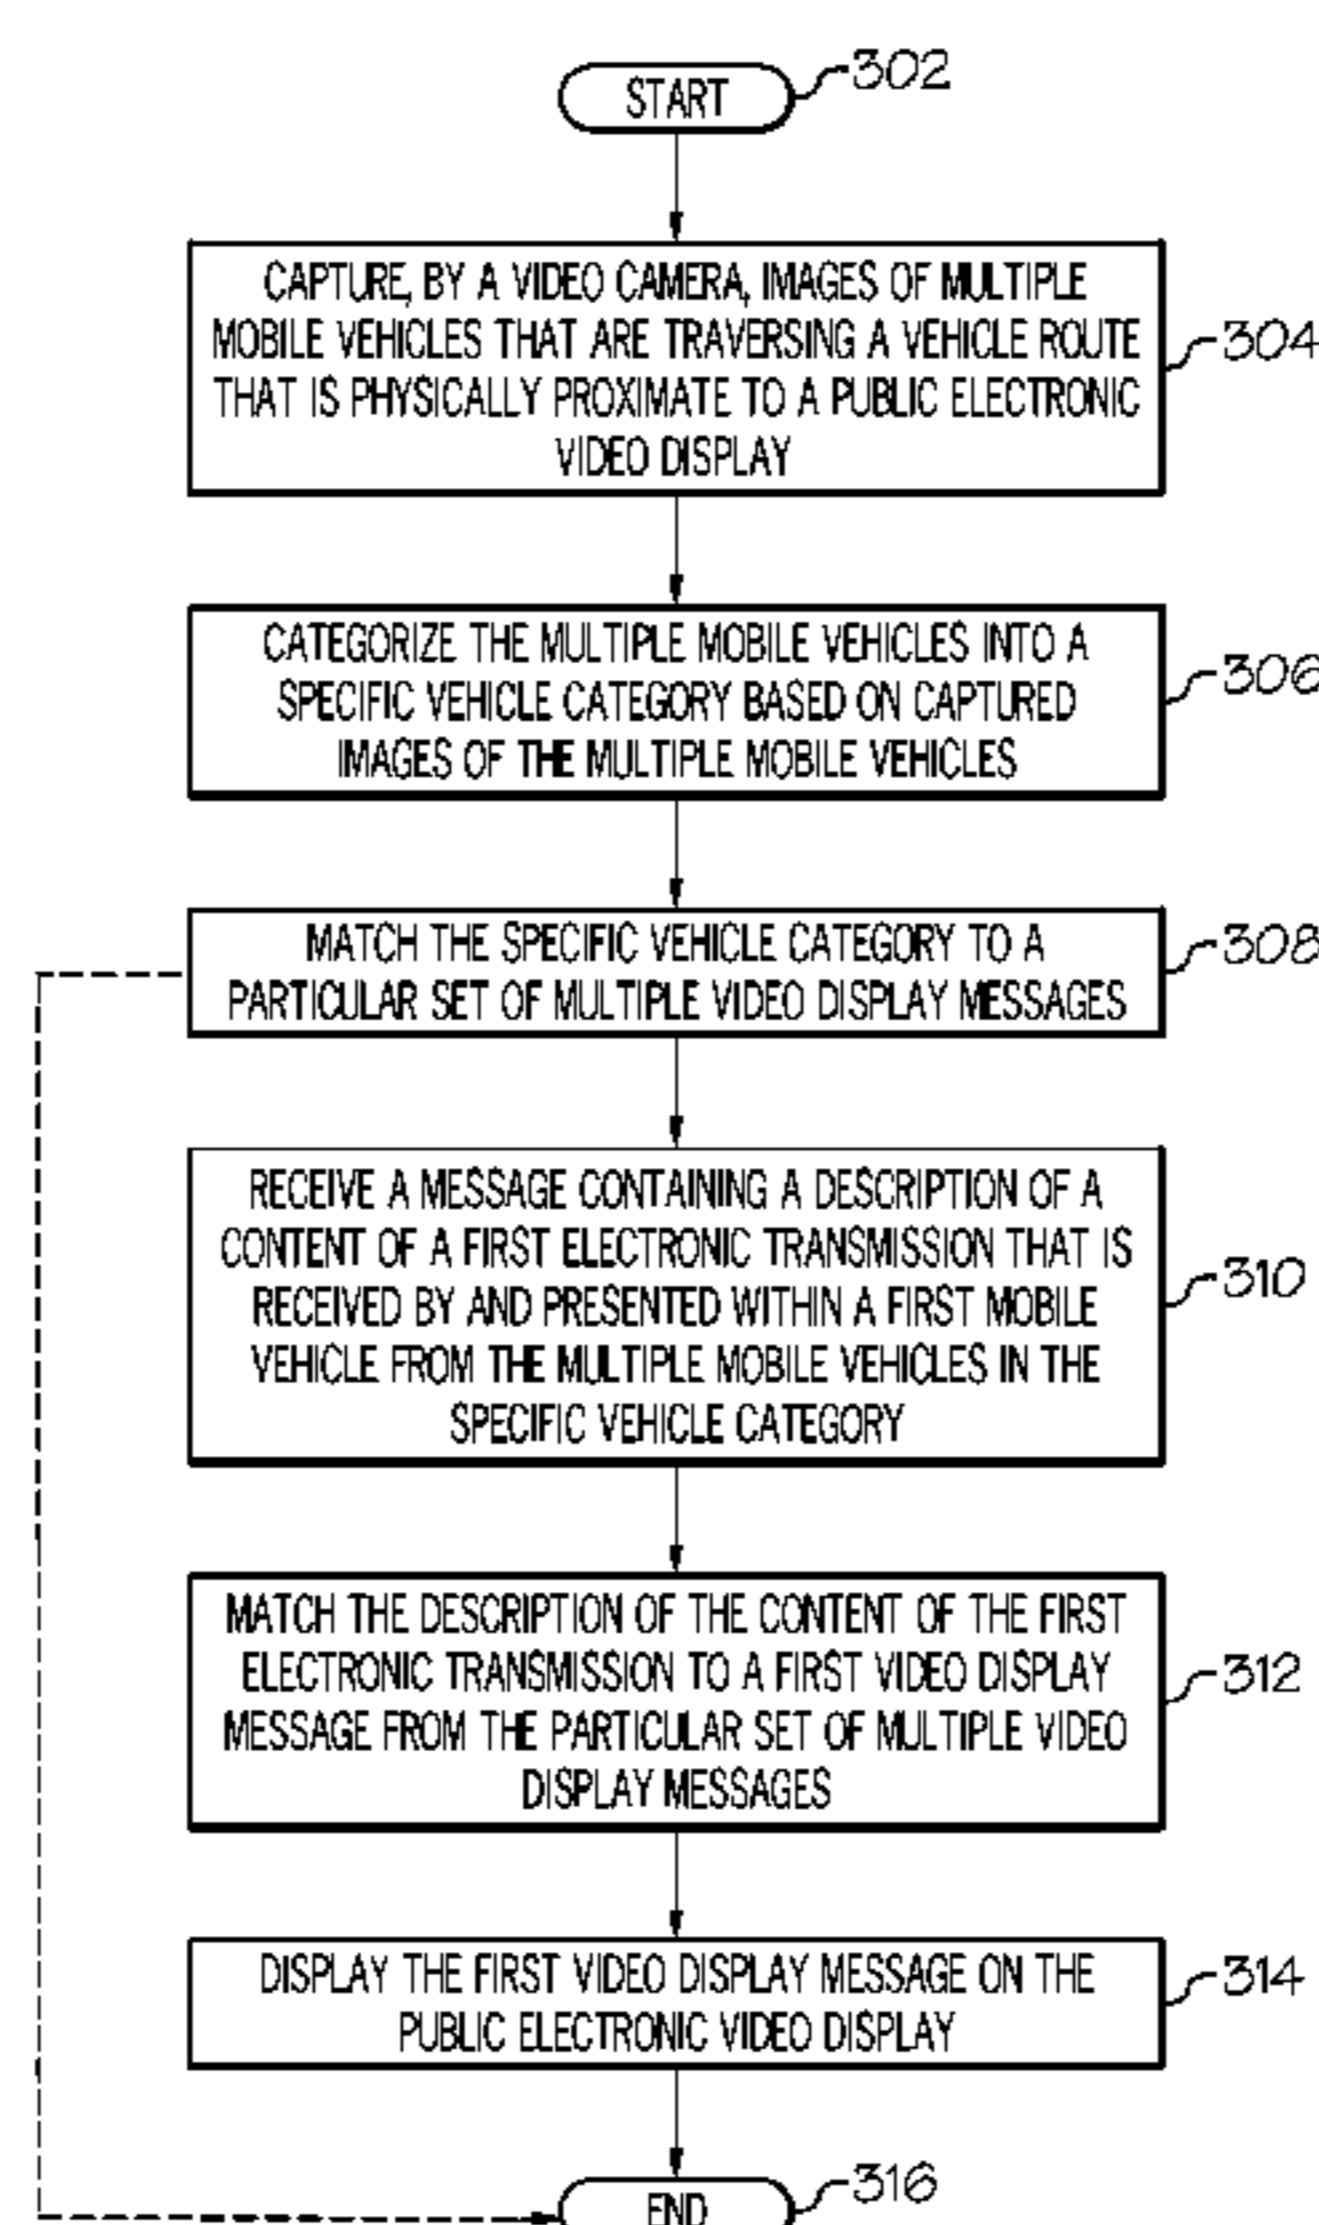 START
302
CAPTURE, BY A VIDEO CAMERA, IMAGES OF MULTIPLE
MOBILE VEHICLES THAT ARE TRAVERSING A VEHICLE ROUTE
THAT IS PHYSICALLY PROXIMATE TO A PUBLIC ELECTRONIC
VIDEO DISPLAY
304
CATEGORIZE THE MULTIPLE MOBILE VEHICLES INTO A
SPECIFIC VEHICLE CATEGORY BASED ON CAPTURED
IMAGES OF THE MULTIPLE MOBILE VEHICLES
306
MATCH THE SPECIFIC VEHICLE CATEGORY TO A
PARTICULAR SET OF MULTIPLE VIDEO DISPLAY MESSAGES
308
RECEIVE A MESSAGE CONTAINING A DESCRIPTION OF A
CONTENT OF A FIRST ELECTRONIC TRANSMISSION THAT IS
RECEIVED BY AND PRESENTED WITHIN A FIRST MOBILE
VEHICLE FROM THE MULTIPLE MOBILE VEHICLES IN THE
SPECIFIC VEHICLE CATEGORY
310
MATCH THE DESCRIPTION OF THE CONTENT OF THE FIRST
ELECTRONIC TRANSMISSION TO A FIRST VIDEO DISPLAY
MESSAGE FROM THE PARTICULAR SET OF MULTIPLE VIDEO
DISPLAY MESSAGES
312
DISPLAY THE FIRST VIDEO DISPLAY MESSAGE ON THE
PUBLIC ELECTRONIC VIDEO DISPLAY
314
END
316